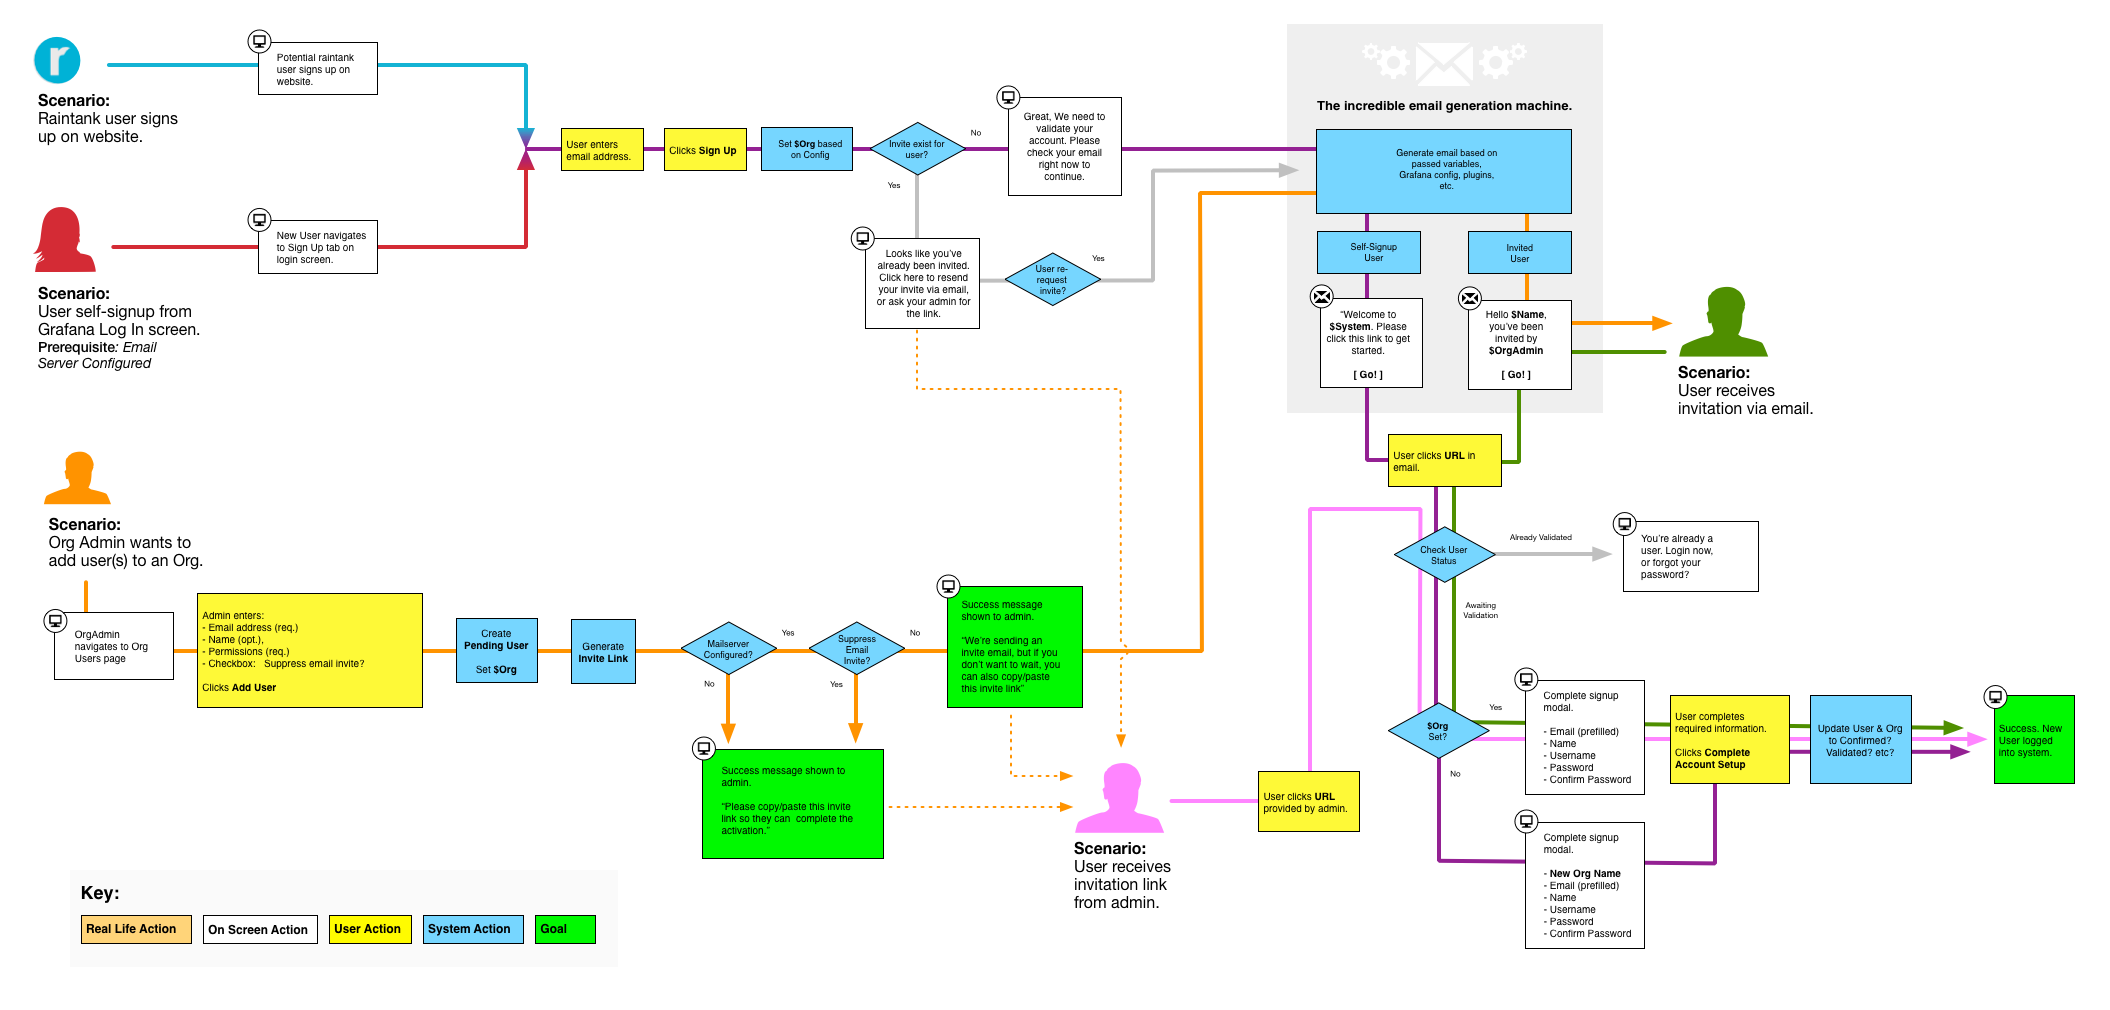 r
Scenario:
Raintank user signs
up on website.
Potential raintank
user signs up on
website.
Scenario:
User self-signup from
Grafana Log In screen.
Prerequisite: Email
Server Configured
New User navigates
to Sign Up tab on
login screen.
User enters
email address.
Clicks Sign Up
Set $Org based
on Config
Invite exist for
user?
No
Yes
Great, We need to
validate your
account. Please
check your email
right now to
continue.
Looks like you've
already been invited.
Click here to resend
your invite via email,
or ask your admin for
the link.
User re-
request
invite?
Yes
The incredible email generation machine.
Generate email based on
passed variables,
Grafana config, plugins,
etc.
Self-Signup
User
Invited
User
"Welcome to
$System. Please
click this link to get
started.
[ Go! ]
Hello $Name,
you've been
invited by
$OrgAdmin
[ Go! ]
Scenario:
User receives
invitation via email.
User clicks URL in
email.
Check User
Status
Already Validated
You're already a
user. Login now,
or forgot your
password?
Awaiting
Validation
Scenario:
Org Admin wants to
add user(s) to an Org.
OrgAdmin
navigates to Org
Users page
Admin enters:
- Email address (req.)
- Name (opt.),
- Permissions (req.)
- Checkbox: Suppress email invite?
Clicks Add User
Create
Pending User
Set $Org
Generate
Invite Link
Mailserver
Configured?
Yes
No
Suppress
Email
Invite?
No
Yes
Success message
shown to admin.
"We're sending an
invite email, but if you
don't want to wait, you
can also copy/paste
this invite link"
Success message shown to
admin.
"Please copy/paste this invite
link so they can complete the
activation."
Scenario:
User receives
invitation link
from admin.
User clicks URL
provided by admin.
$Org
Set?
Yes
No
Complete signup
modal.
- Email (prefilled)
- Name
- Username
- Password
- Confirm Password
User completes
required information.
Clicks Complete
Account Setup
Update User & Org
to Confirmed?
Validated? etc?
Success. New
User logged
into system.
Complete signup
modal.
- New Org Name
- Email (prefilled)
- Name
- Username
- Password
- Confirm Password
Key:
Real Life Action
On Screen Action
User Action
System Action
Goal